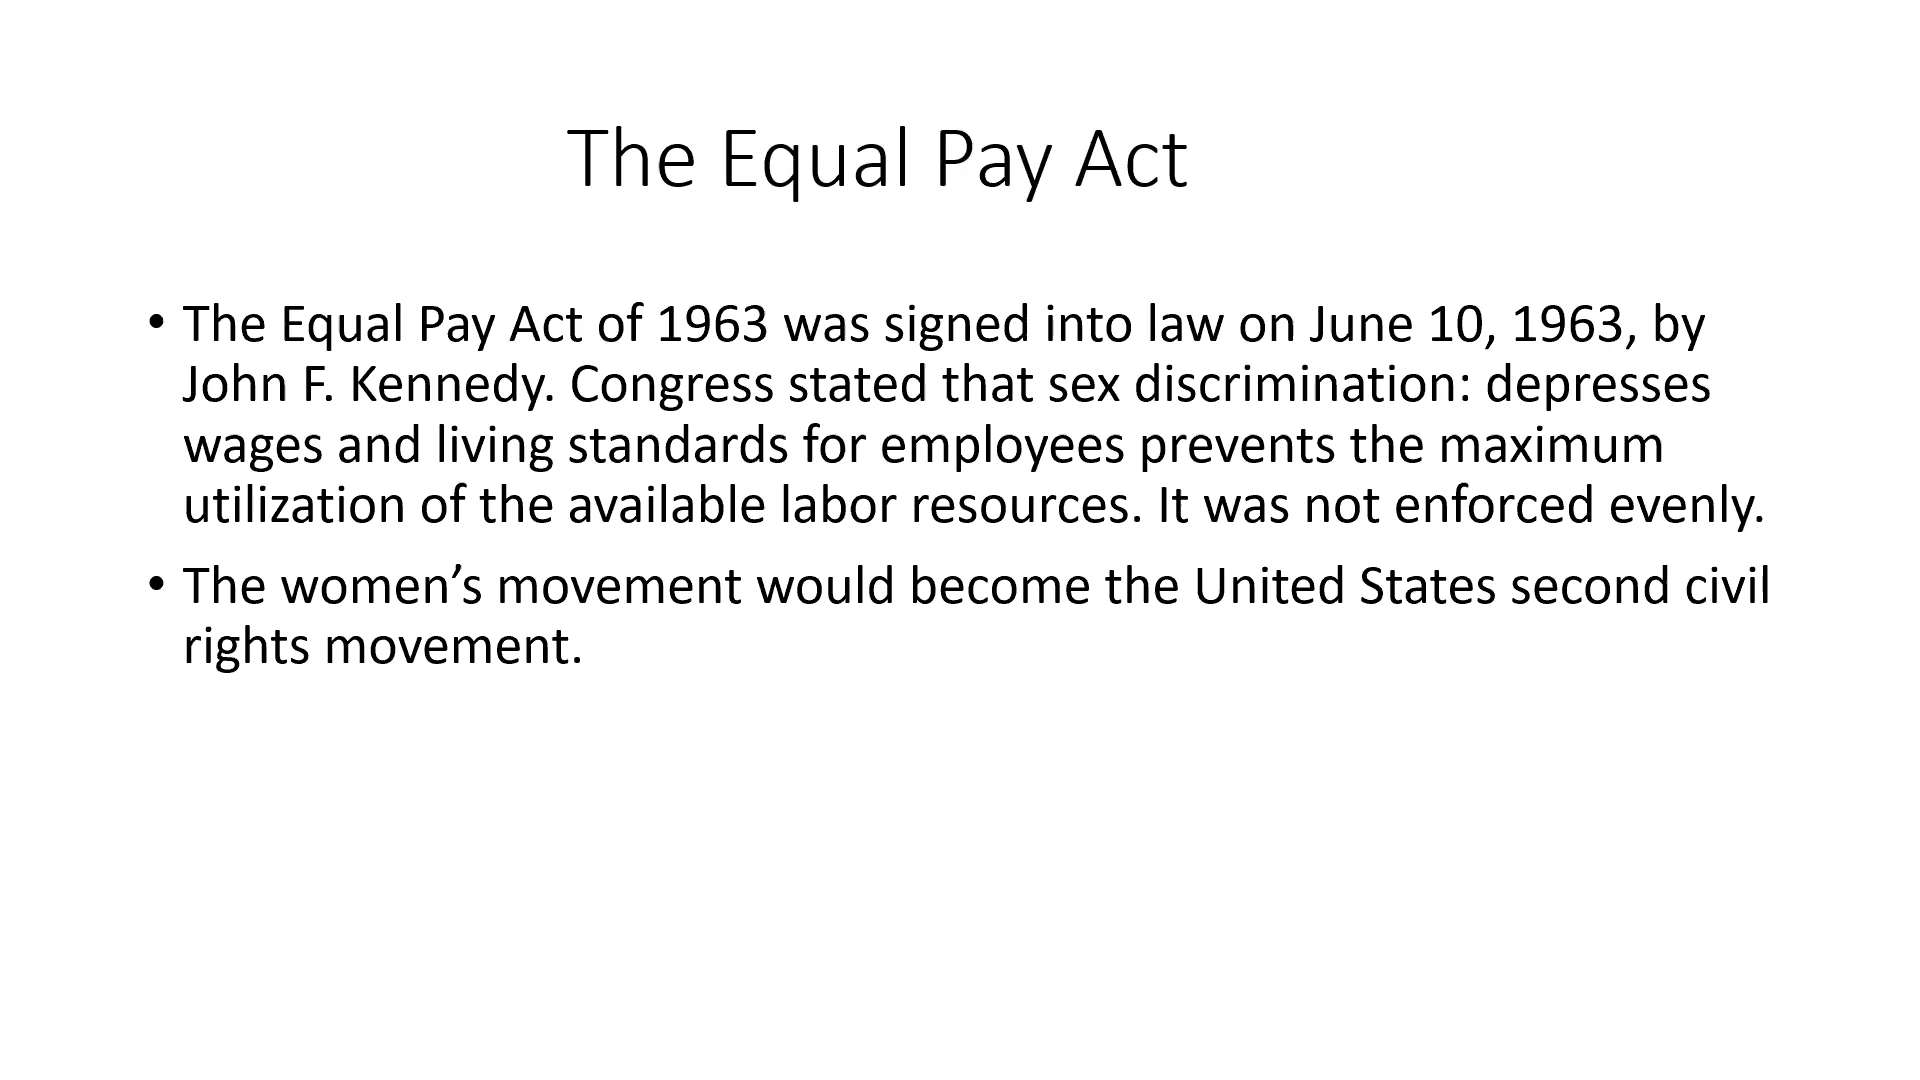 The Equal Pay Act
• The Equal Pay Act of 1963 was signed into law on June 10, 1963, by
John F. Kennedy. Congress stated that sex discrimination: depresses
wages and living standards for employees prevents the maximum
utilization of the available labor resources. It was not enforced evenly.
• The women’s movement would become the United States second civil
rights movement.